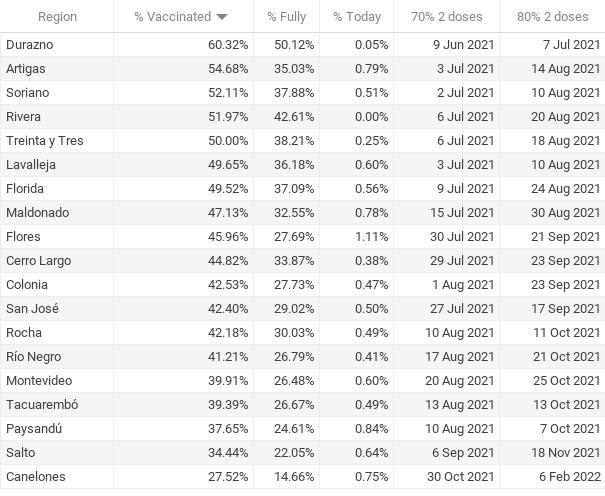 Region % Vaccinated % Fully % Today 70% 2 doses 80% 2 doses
Durazno 60.32% 50.12% 0.05% 9 Jun 2021 7 Jul 2021
Artigas 54.68% 35.03% 0.79% 3 Jul 2021 14 Aug 2021
Soriano 52.11% 37.88% 0.51% 2 Jul 2021 10 Aug 2021
Rivera 51.97% 42.61% 0.00% 6 Jul 2021 20 Aug 2021
Treinta y Tres 50.00% 38.21% 0.25% 6 Jul 2021 18 Aug 2021
Lavalleja 49.65% 36.18% 0.60% 3 Jul 2021 10 Aug 2021
Florida 49.52% 37.09% 0.56% 9 Jul 2021 24 Aug 2021
Maldonado 47.13% 32.55% 0.78% 15 Jul 2021 30 Aug 2021
Flores 45.96% 27.69% 1.11% 30 Jul 2021 21 Sep 2021
Cerro Largo 44.82% 33.87% 0.38% 29 Jul 2021 23 Sep 2021
Colonia 42.53% 27.73% 0.47% 1 Aug 2021 23 Sep 2021
San José 42.40% 29.02% 0.50% 27 Jul 2021 17 Sep 2021
Rocha 42.18% 30.03% 0.49% 10 Aug 2021 11 Oct 2021
Río Negro 41.21% 26.79% 0.41% 17 Aug 2021 21 Oct 2021
Montevideo 39.91% 26.48% 0.60% 20 Aug 2021 25 Oct 2021
Tacuarembó 39.39% 26.67% 0.49% 13 Aug 2021 13 Oct 2021
Paysandú 37.65% 24.61% 0.84% 10 Aug 2021 7 Oct 2021
Salto 34.44% 22.05% 0.64% 6 Sep 2021 18 Nov 2021
Canelones 27.52% 14.66% 0.75% 30 Oct 2021 6 Feb 2022